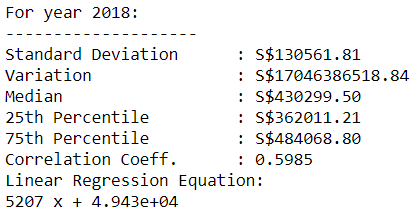 For year 2018:
--------------------
Standard Deviation : S$130561.81
Variation : S$17046386518.84
Median : S$430299.50
25th Percentile : S$362011.21
75th Percentile : S$484068.80
Correlation Coeff. : 0.5985
Linear Regression Equation:
5207 x + 4.943e+04